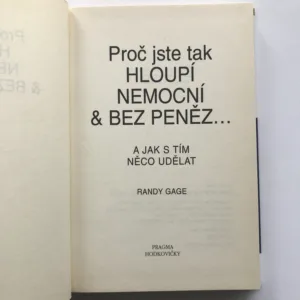 Proč jste tak
HLOUPÍ
NEMOCNÍ
& BEZ PENĚZ...
A JAK S TÍM
NĚCO UDĚLAT
RANDY GAGE
PRAGMA
HODKOVIČKY